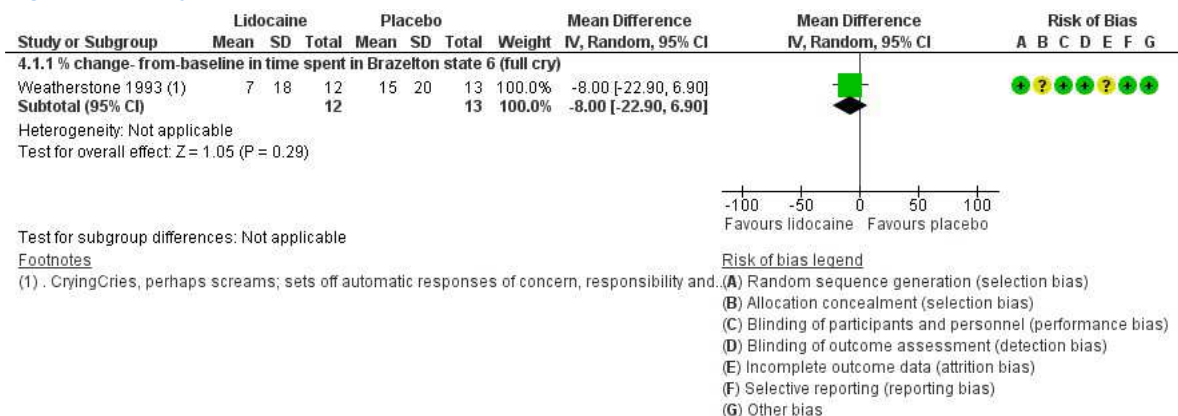 Lidocaine Placebo Mean Difference Mean Difference Risk of Bias
Study or Subgroup Mean SD Total Mean SD Total Weight IV, Random, 95% CI IV, Random, 95% CI A B C D E F G
4.1.1 % change- from-baseline in time spent in Brazelton state 6 (full cry)
Weatherstone 1993 (1) 7 18 12 15 20 13 100.0% -8.00 [-22.90, 6.90] + ? + + ? + +
Subtotal (95% CI) 12 13 100.0% -8.00 [-22.90, 6.90]
Heterogeneity: Not applicable
Test for overall effect: Z = 1.05 (P = 0.29)
-100 -50 0 50 100
Favours lidocaine Favours placebo
Test for subgroup differences: Not applicable
Footnotes
(1) . CryingCries, perhaps screams; sets off automatic responses of concern, responsibility and..
Risk of bias legend
(A) Random sequence generation (selection bias)
(B) Allocation concealment (selection bias)
(C) Blinding of participants and personnel (performance bias)
(D) Blinding of outcome assessment (detection bias)
(E) Incomplete outcome data (attrition bias)
(F) Selective reporting (reporting bias)
(G) Other bias